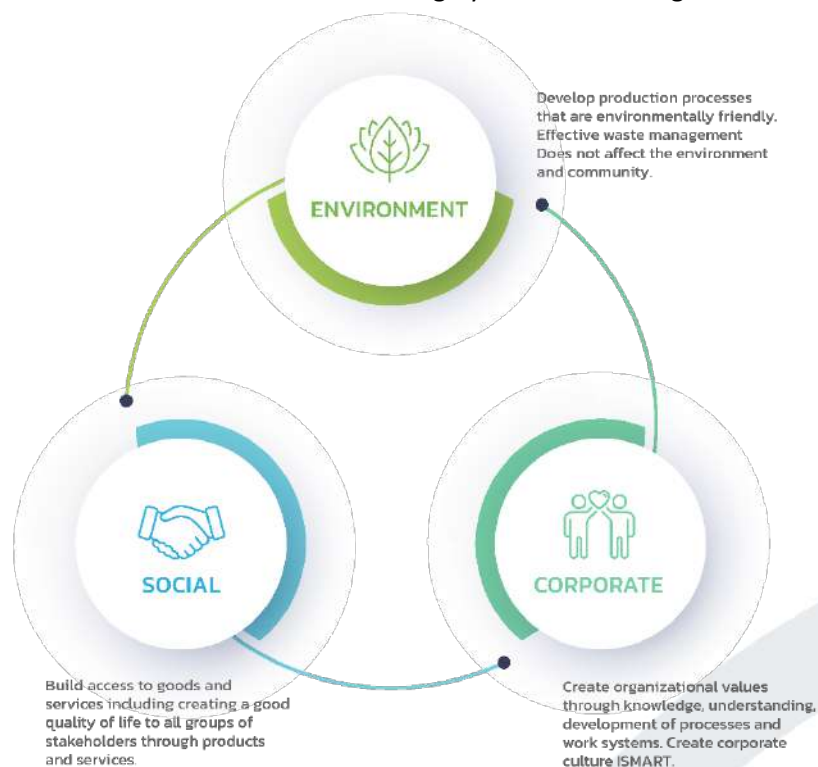 Develop production processes
that are environmentally friendly.
Effective waste management
Does not affect the environment
and community.
ENVIRONMENT
SOCIAL
CORPORATE
Build access to goods and
services including creating a good
quality of life to all groups of
stakeholders through products
and services.
Create organizational values
through knowledge, understanding,
development of processes and
work systems. Create corporate
culture ISMART.